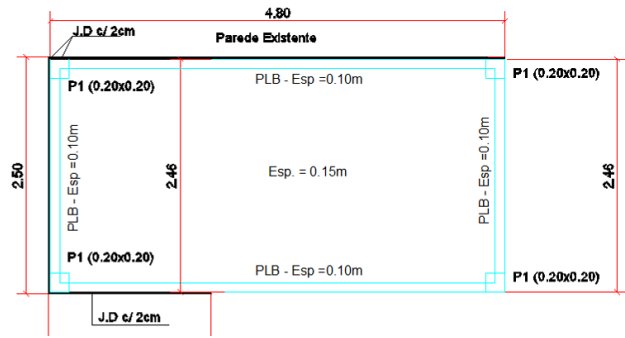 4.80
J.D c/ 2cm
Parede Existente
P1 (0.20x0.20)
PLB - Esp =0.10m
P1 (0.20x0.20)
2.50
PLB - Esp =0.10m
2.46
Esp. = 0.15m
PLB - Esp =0.10m
2.46
P1 (0.20x0.20)
PLB - Esp =0.10m
P1 (0.20x0.20)
J.D c/ 2cm